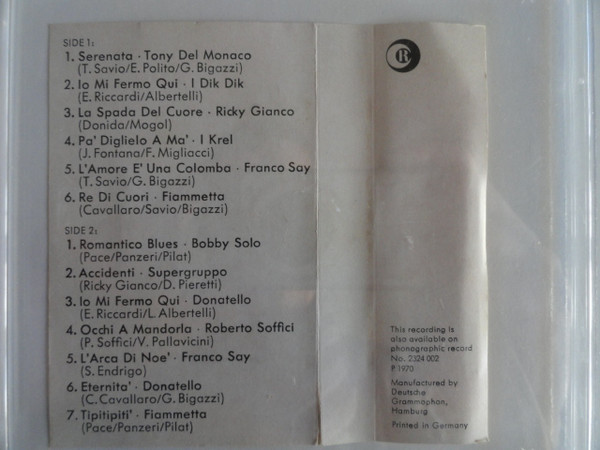 SIDE 1:
1. Serenata · Tony Del Monaco
(T. Savio/E. Polito/G. Bigazzi)
2. Io Mi Fermo Qui · I Dik Dik
(E. Riccardi/Albertelli)
3. La Spada Del Cuore · Ricky Gianco
(Donida/Mogol)
4. Pa' Diglielo A Ma' · I Krel
(J. Fontana/F. Migliacci)
5. L'Amore E' Una Colomba · Franco Say
(T. Savio/G. Bigazzi)
6. Re Di Cuori · Fiammetta
(Cavallaro/Savio/Bigazzi)
SIDE 2:
1. Romantico Blues · Bobby Solo
(Pace/Panzeri/Pilat)
2. Accidenti · Supergruppo
(Ricky Gianco/D. Pieretti)
3. Io Mi Fermo Qui · Donatello
(E. Riccardi/L. Albertelli)
4. Occhi A Mandorla · Roberto Soffici
(P. Soffici/V. Pallavicini)
5. L'Arca Di Noe' · Franco Say
(S. Endrigo)
6. Eternita' · Donatello
(C. Cavallaro/G. Bigazzi)
7. Tipitipiti' · Fiammetta
(Pace/Panzeri/Pilat)
R
This recording is
also available on
phonographic record
No. 2324 002
P 1970
Manufactured by
Deutsche
Grammophon,
Hamburg
Printed in Germany